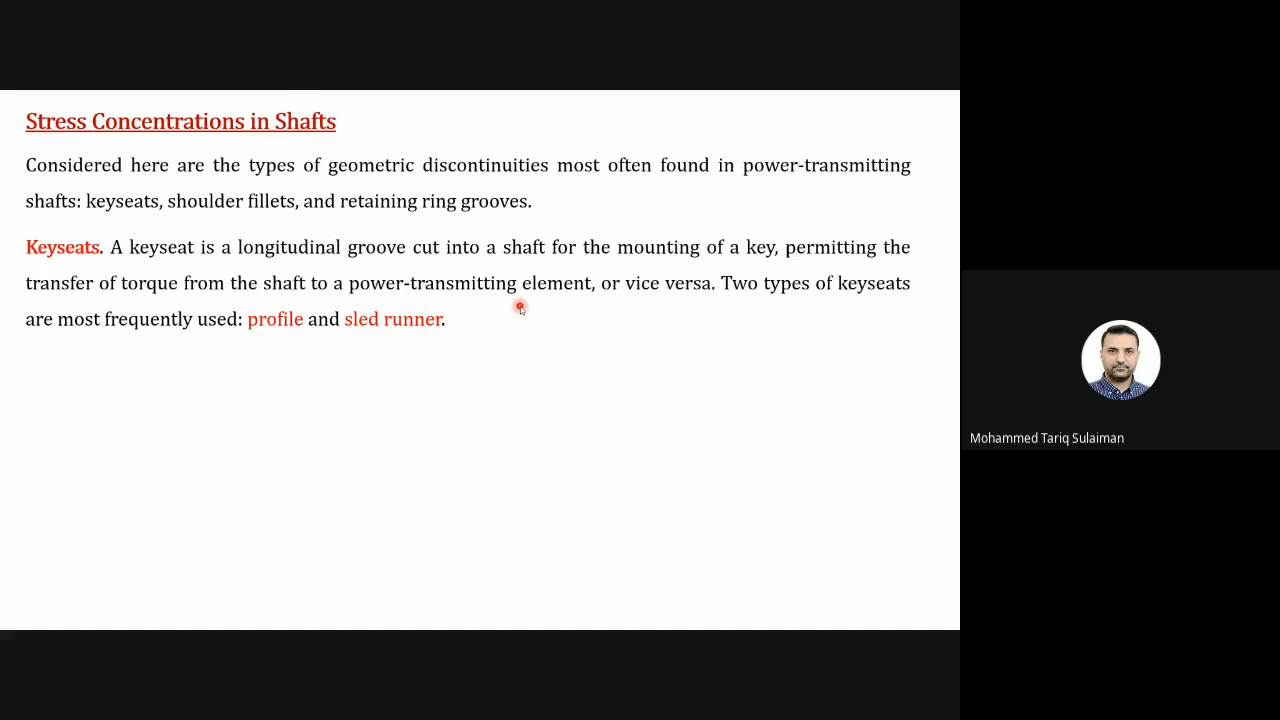 Stress Concentrations in Shafts
Considered here are the types of geometric discontinuities most often found in power-transmitting
shafts: keyseats, shoulder fillets, and retaining ring grooves.
Keyseats. A keyseat is a longitudinal groove cut into a shaft for the mounting of a key, permitting the
transfer of torque from the shaft to a power-transmitting element, or vice versa. Two types of keyseats
are most frequently used: profile and sled runner.
Mohammed Tariq Sulaiman